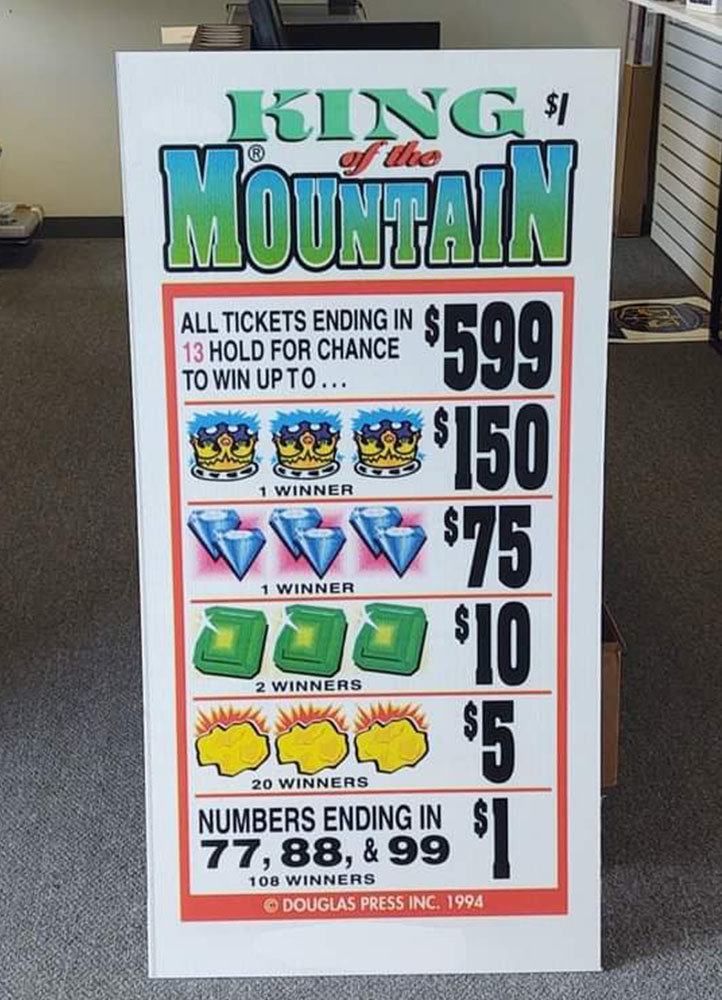 KING $1
of the
MOUNTAIN®
ALL TICKETS ENDING IN
13 HOLD FOR CHANCE
TO WIN UP TO ...
$599
$150
1 WINNER
$75
1 WINNER
$10
2 WINNERS
$5
20 WINNERS
NUMBERS ENDING IN
77, 88, & 99
$1
108 WINNERS
© DOUGLAS PRESS INC. 1994